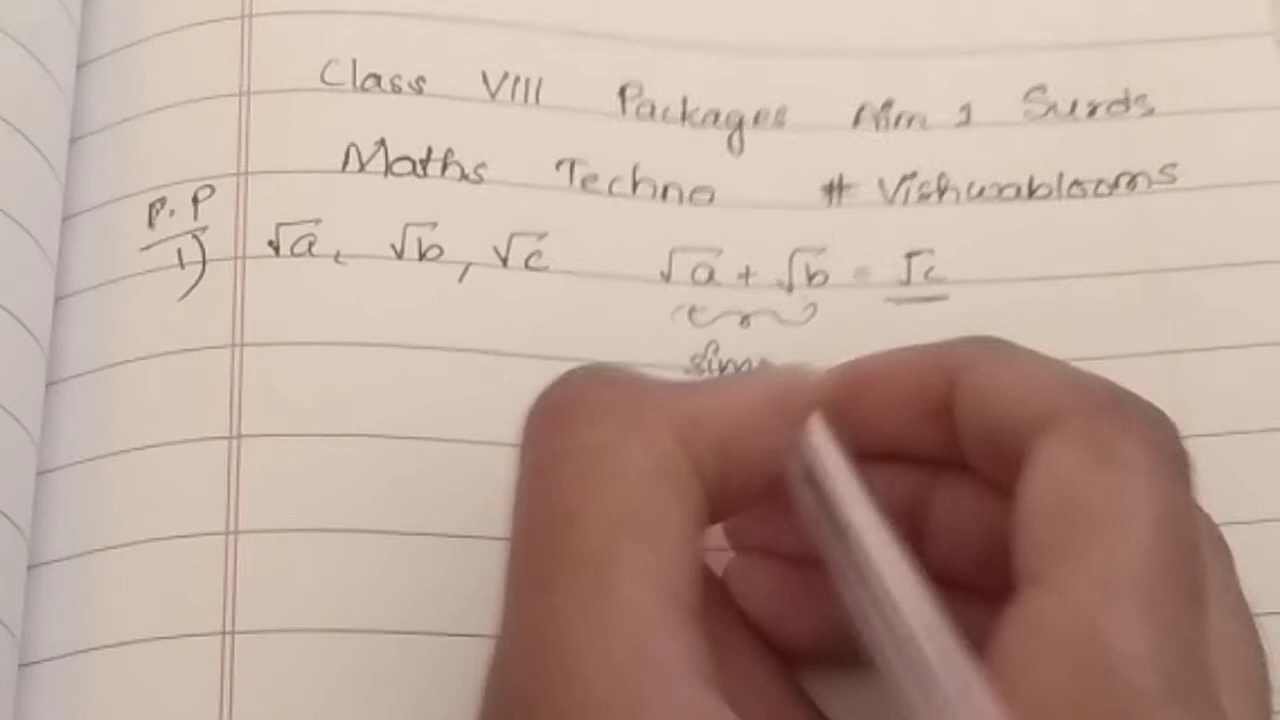 Class VIII Packages Aim 1 Surds
Maths Techno # Vishwablooms
P.P
1) √a, √b, √c √a + √b = √c